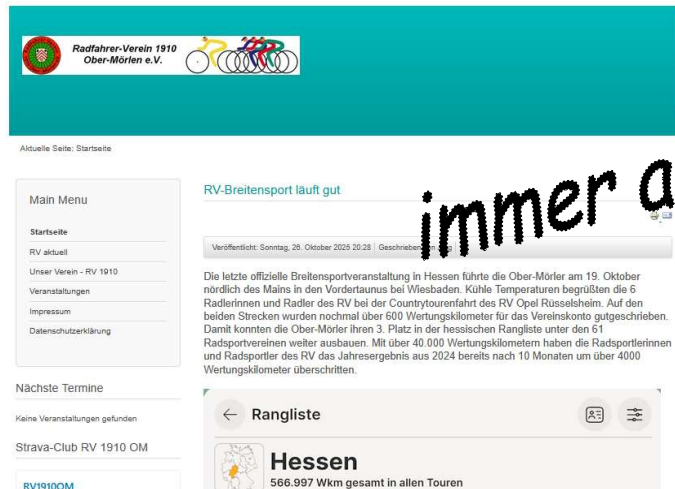 Radfahrer-Verein 1910
Ober-Mörlen e.V.
Aktuelle Seite: Startseite
Main Menu
Startseite
RV aktuell
Unser Verein - RV 1910
Veranstaltungen
Impressum
Datenschutzerklärung
Nächste Termine
Keine Veranstaltungen gefunden
Strava-Club RV 1910 OM
RV1910OM
RV-Breitensport läuft gut
immer a
Veröffentlicht: Sonntag, 26. Oktober 2025 20:28 Geschrieben
Die letzte offizielle Breitensportveranstaltung in Hessen führte die Ober-Mörler am 19. Oktober
nördlich des Mains in den Vordertaunus bei Wiesbaden. Kühle Temperaturen begrüßten die 6
Radlerinnen und Radler des RV bei der Countrytourenfahrt des RV Opel Rüsselsheim. Auf den
beiden Strecken wurden nochmal über 600 Wertungskilometer für das Vereinskonto gutgeschrieben.
Damit konnten die Ober-Mörler ihren 3. Platz in der hessischen Rangliste unter den 61
Radsportvereinen weiter ausbauen. Mit über 40.000 Wertungskilometern haben die Radsportlerinnen
und Radsportler des RV das Jahresergebnis aus 2024 bereits nach 10 Monaten um über 4000
Wertungskilometer überschritten.
Rangliste
Hessen
566.997 Wkm gesamt in allen Touren